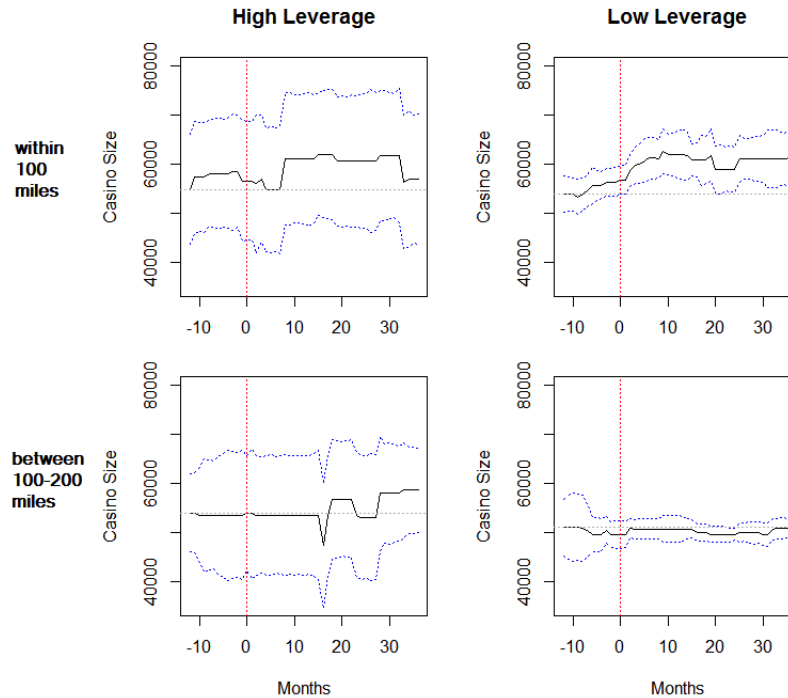 High Leverage
Low Leverage
within
100
miles
Casino Size
80000
60000
40000
-10 0 10 20 30
Casino Size
80000
60000
40000
-10 0 10 20 30
between
100-200
miles
Casino Size
80000
60000
40000
-10 0 10 20 30
Months
Casino Size
80000
60000
40000
-10 0 10 20 30
Months